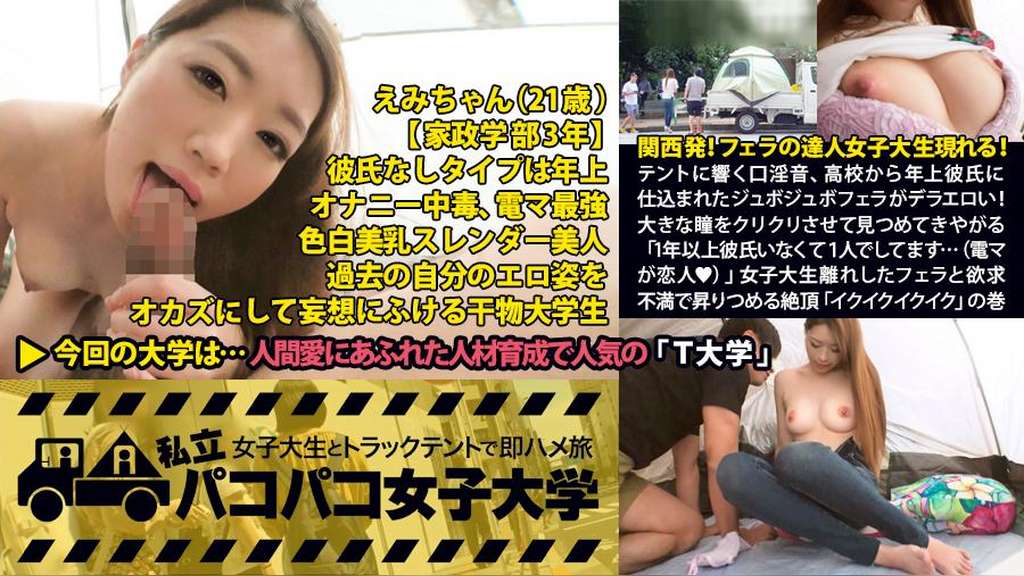 えみちゃん(21歳)
【家政学部3年】
彼氏なしタイプは年上
オナニー中毒、電マ最強
色白美乳スレンダー美人
過去の自分のエロ姿を
オカズにして妄想にふける干物大学生
▶今回の大学は…人間愛にあふれた人材育成で人気の「T大学」
関西発!フェラの達人女子大生現れる!
テントに響く口淫音、高校から年上彼氏に
仕込まれたジュボジュボフェラがデラエロい!
大きな瞳をクリクリさせて見つめてきやがる
「1年以上彼氏いなくて1人でしてます…(電マ
が恋人♥)」女子大生離れしたフェラと欲求
不満で昇りつめる絶頂「イクイクイクイク」の巻
私立 女子大生とトラックテントで即ハメ旅
パコパコ女子大学